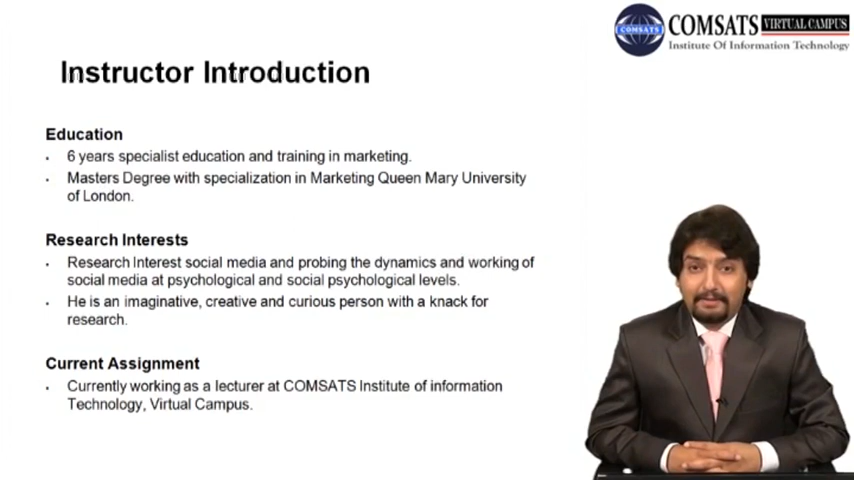 COMSATS VIRTUAL CAMPUS
COMSATS
Institute Of Information Technology
Instructor Introduction
Education
• 6 years specialist education and training in marketing.
• Masters Degree with specialization in Marketing Queen Mary University
of London.
Research Interests
• Research Interest social media and probing the dynamics and working of
social media at psychological and social psychological levels.
• He is an imaginative, creative and curious person with a knack for
research.
Current Assignment
• Currently working as a lecturer at COMSATS Institute of information
Technology, Virtual Campus.